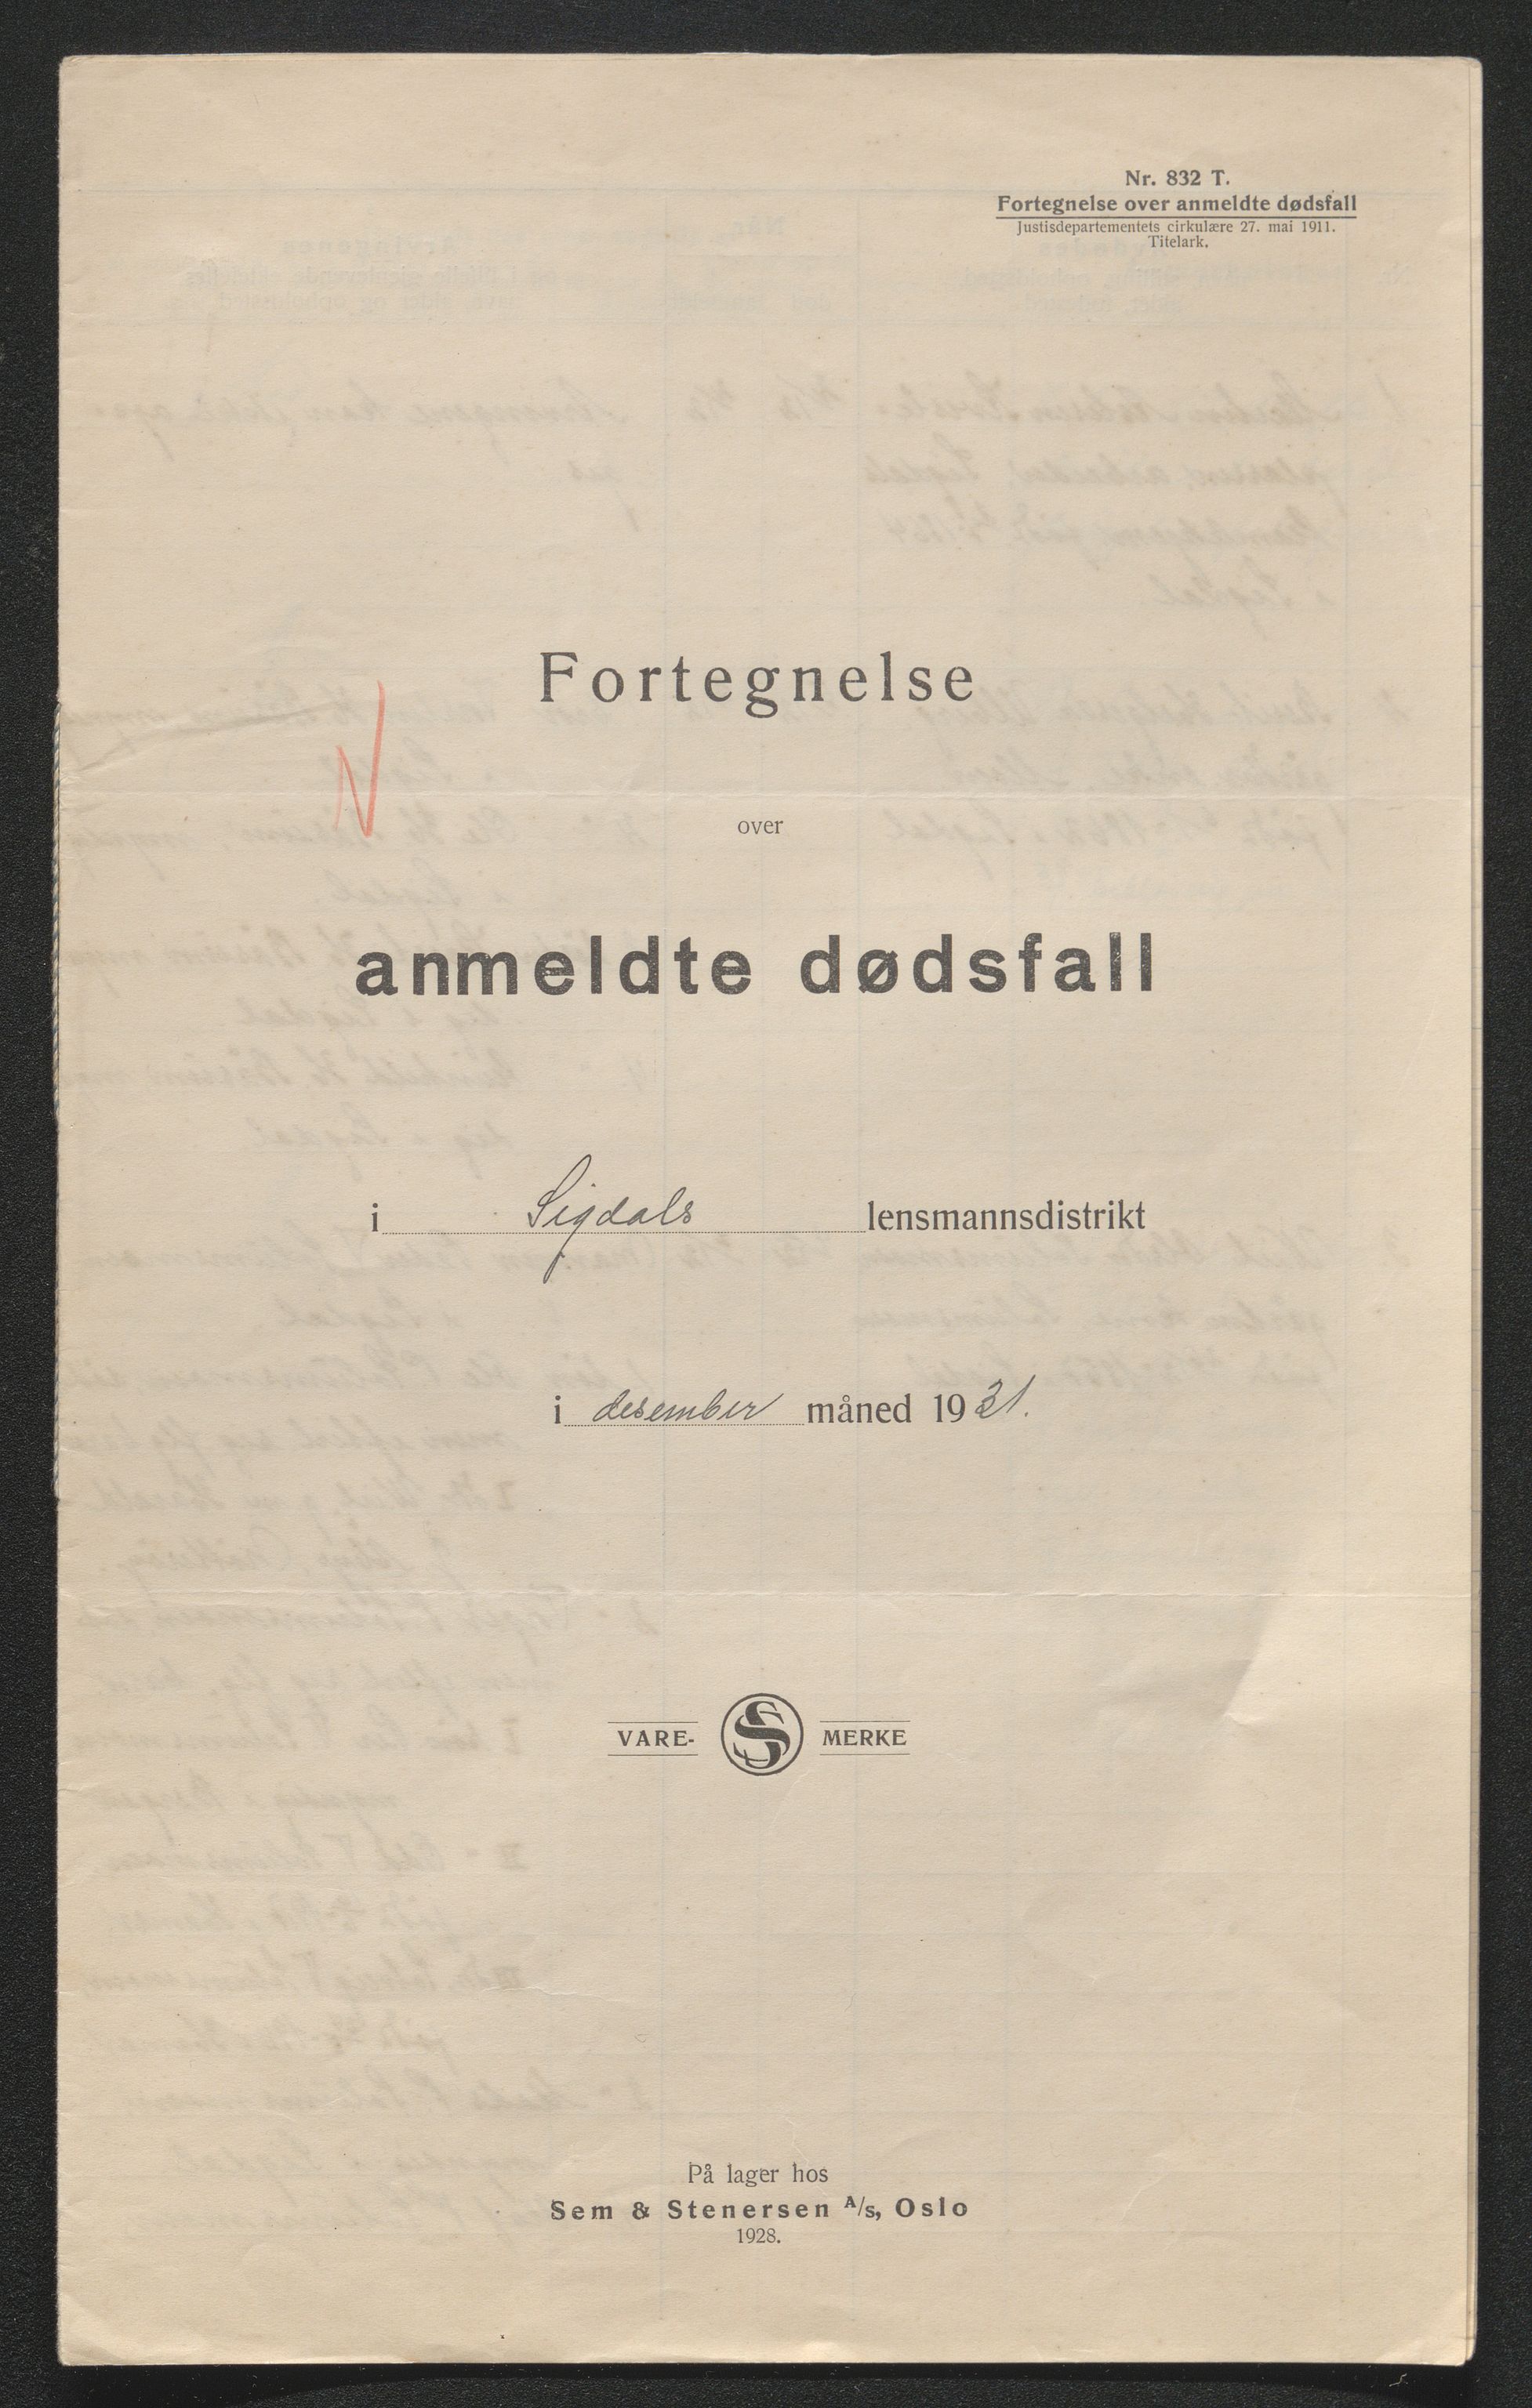 Nr. 832 T.
Fortegnelse over anmeldte dødsfall
Justisdepartementets cirkulære 27. mai 1911.
Titelark.
Fortegnelse
over
anmeldte dødsfall
i Sigdals lensmannsdistrikt
i desember måned 1931.
VARE- S MERKE
På lager hos
Sem & Stenersen A/s, Oslo
1928.